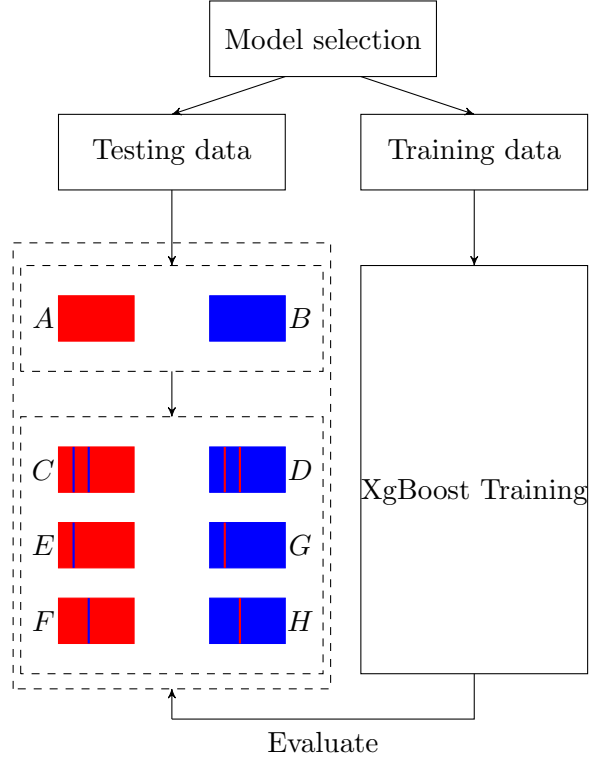 Model selection
Testing data
Training data
A
B
C
D
E
G
XgBoost Training
F
H
Evaluate